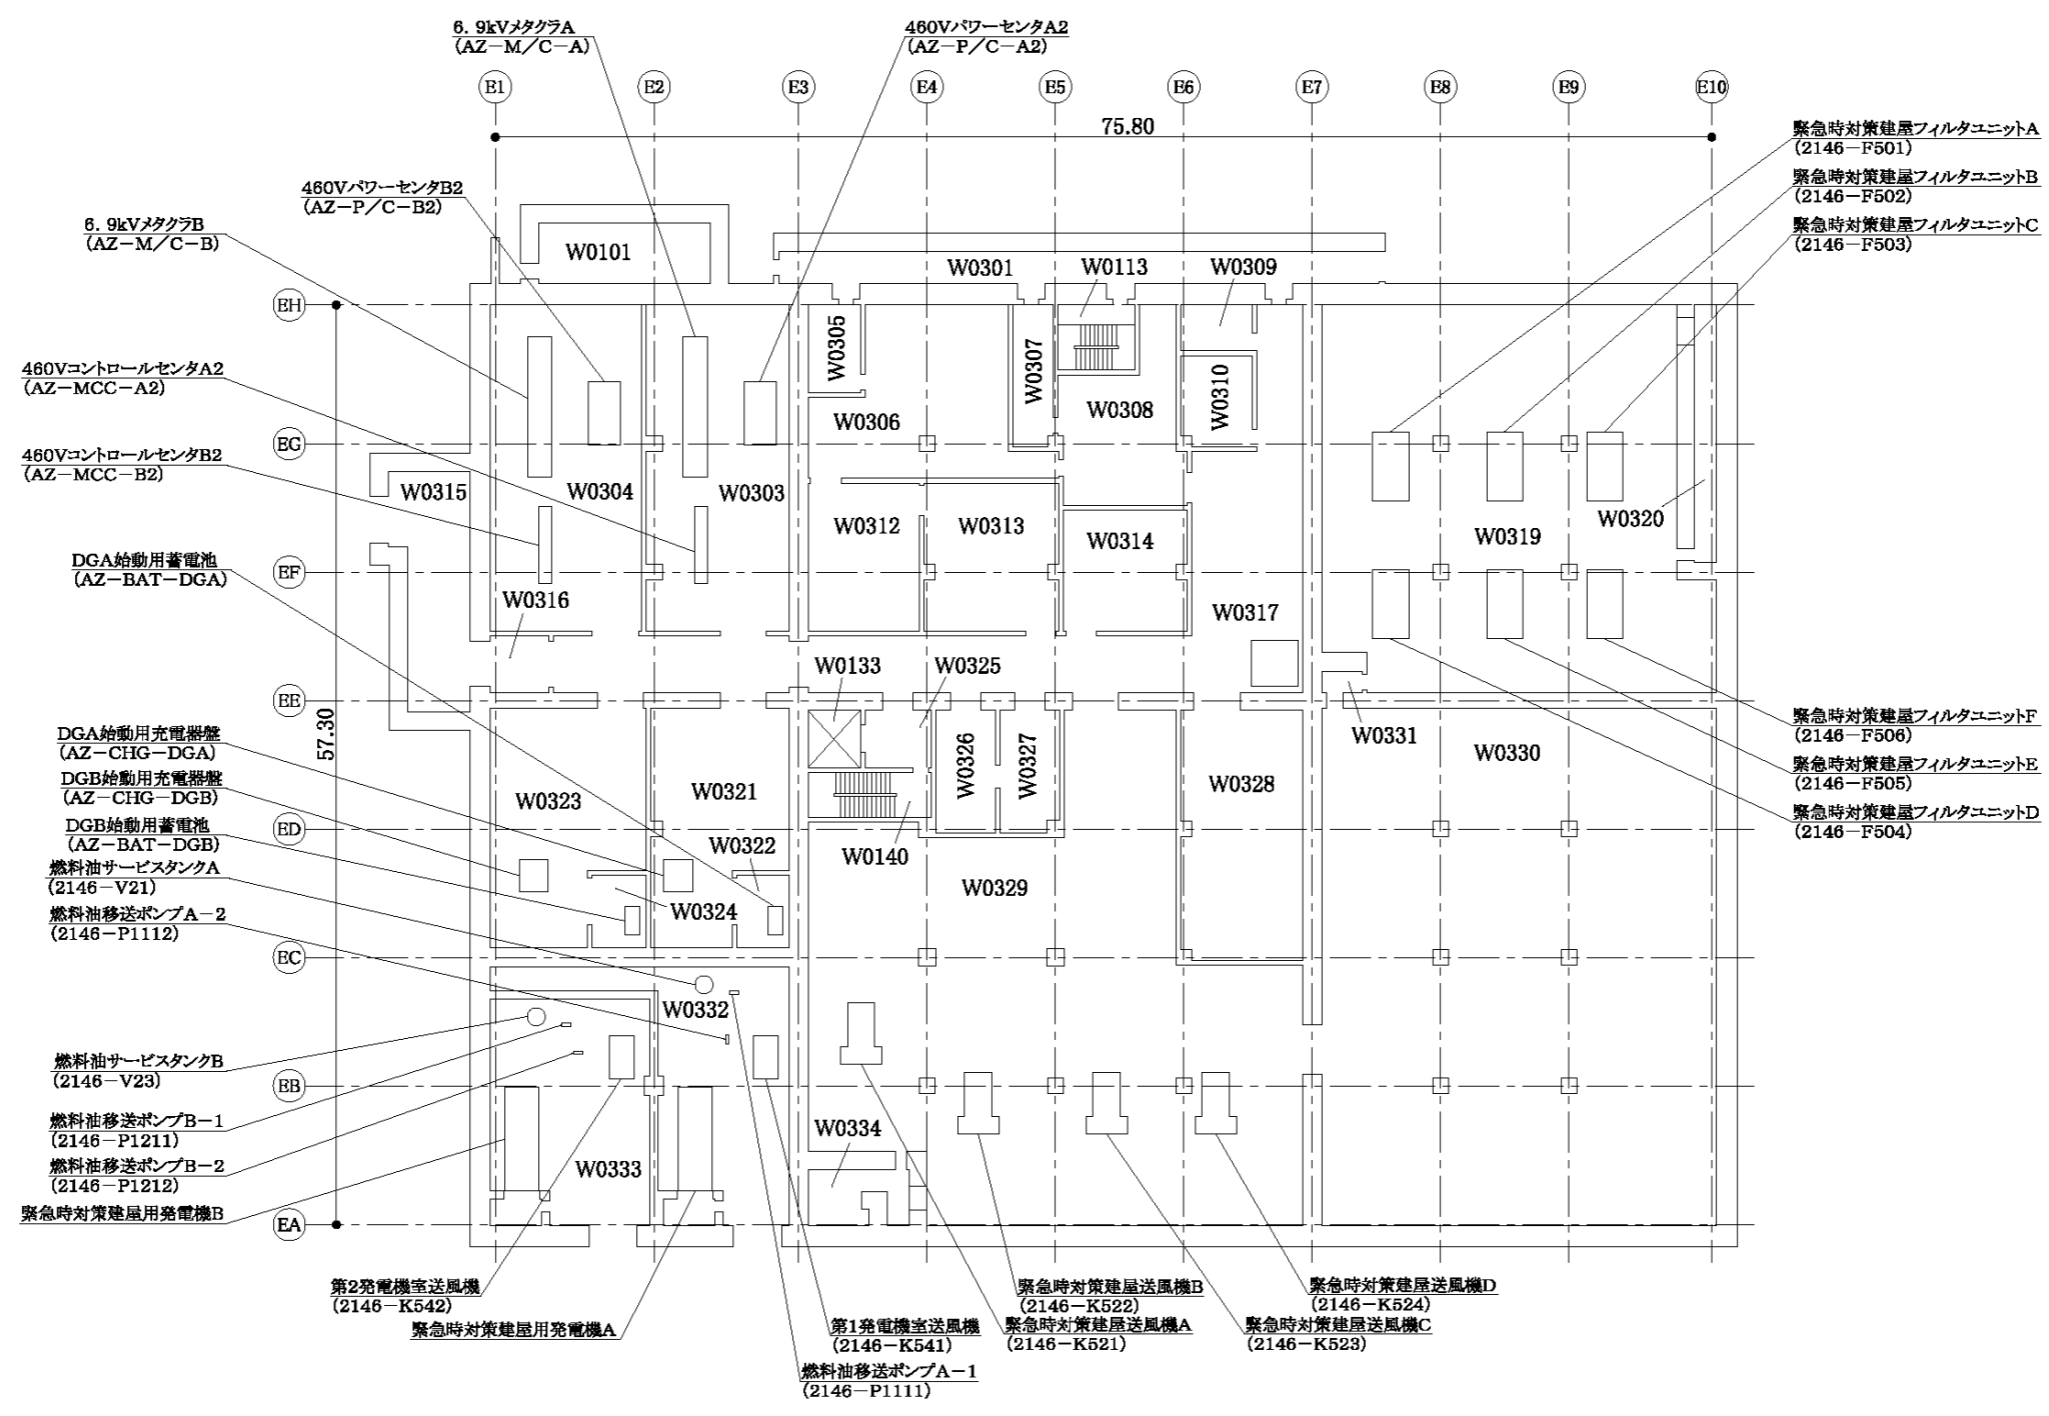 6.9kVメタクラA
(AZ-M/C-A)
460VパワーセンタA2
(AZ-P/C-A2)
E1 E2 E3 E4 E5 E6 E7 E8 E9 E10
75.80
緊急時対策建屋フィルタユニットA
(2146-F501)
緊急時対策建屋フィルタユニットB
(2146-F502)
緊急時対策建屋フィルタユニットC
(2146-F503)
460VパワーセンタB2
(AZ-P/C-B2)
6.9kVメタクラB
(AZ-M/C-B)
W0101
W0301 W0113 W0309
EH
W0305 W0307
460VコントロールセンタA2
(AZ-MCC-A2)
W0306 W0308 W0310
EG
460VコントロールセンタB2
(AZ-MCC-B2)
W0315 W0304 W0303
W0312 W0313 W0314 W0319 W0320
DGA始動用蓄電池
(AZ-BAT-DGA)
EF
W0316 W0317
W0133 W0325
EE
57.30
緊急時対策建屋フィルタユニットF
(2146-F506)
緊急時対策建屋フィルタユニットE
(2146-F505)
緊急時対策建屋フィルタユニットD
(2146-F504)
DGA始動用充電器盤
(AZ-CHG-DGA)
W0331 W0330
DGB始動用充電器盤
(AZ-CHG-DGB)
W0323 W0321 W0326 W0327 W0328
DGB始動用蓄電池
(AZ-BAT-DGB)
ED
W0322 W0140
燃料油サービスタンクA
(2146-V21)
W0324 W0329
燃料油移送ポンプA-2
(2146-P1112)
EC
W0332
燃料油サービスタンクB
(2146-V23)
EB
燃料油移送ポンプB-1
(2146-P1211)
W0334
燃料油移送ポンプB-2
(2146-P1212)
W0333
緊急時対策建屋用発電機B
EA
第2発電機室送風機
(2146-K542)
緊急時対策建屋用発電機A
緊急時対策建屋送風機B
(2146-K522)
緊急時対策建屋送風機D
(2146-K524)
第1発電機室送風機
(2146-K541)
緊急時対策建屋送風機A
(2146-K521)
緊急時対策建屋送風機C
(2146-K523)
燃料油移送ポンプA-1
(2146-P1111)